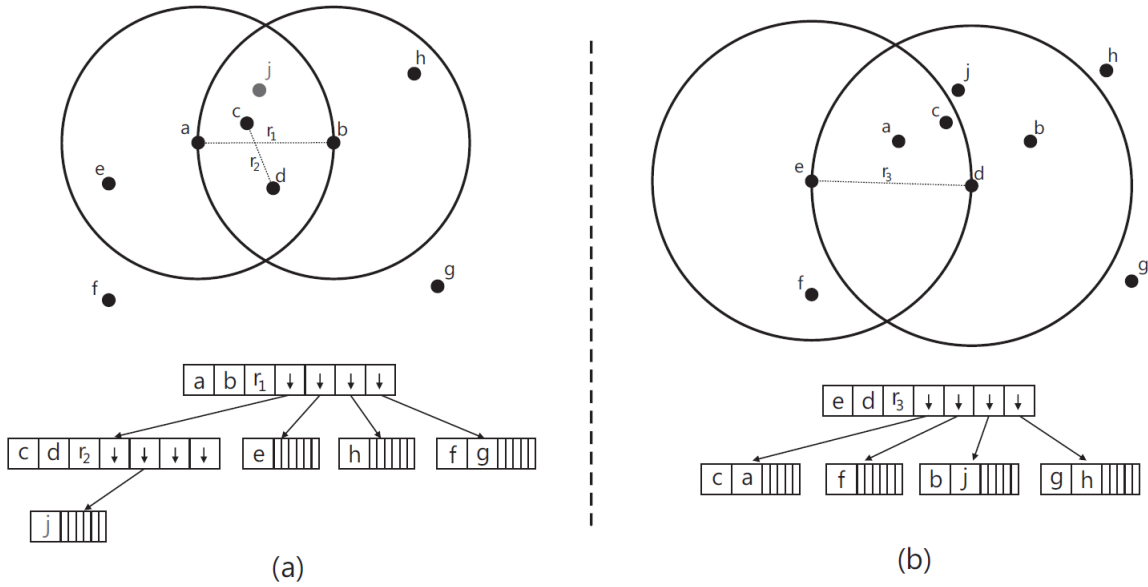 j
h
c
a
r1
b
r2
e
d
f
g
a b r1 ↓ ↓ ↓ ↓
c d r2 ↓ ↓ ↓ ↓
e
h
f g
j
(a)
h
j
c
a
b
e
r3
d
f
g
e d r3 ↓ ↓ ↓ ↓
c a
f
b j
g h
(b)